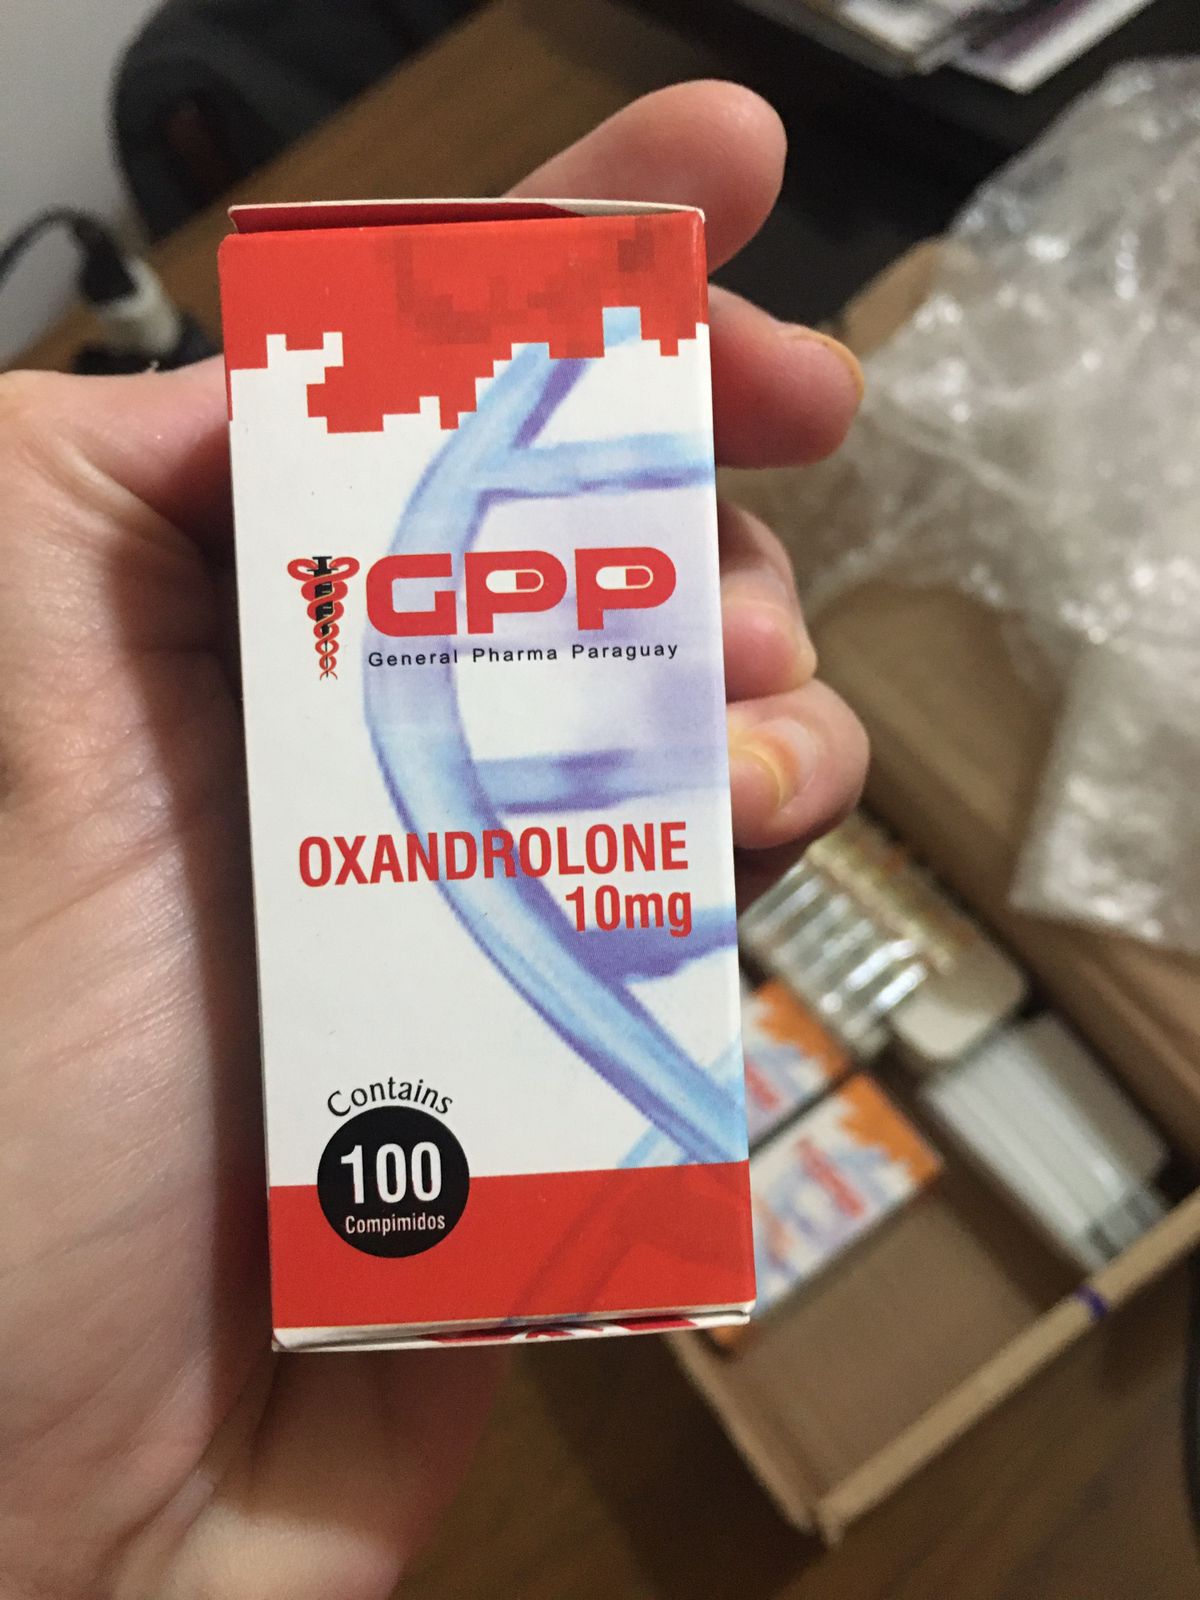 GPP
General Pharma Paraguay
OXANDROLONE
10mg
Contains
100
Compimidos